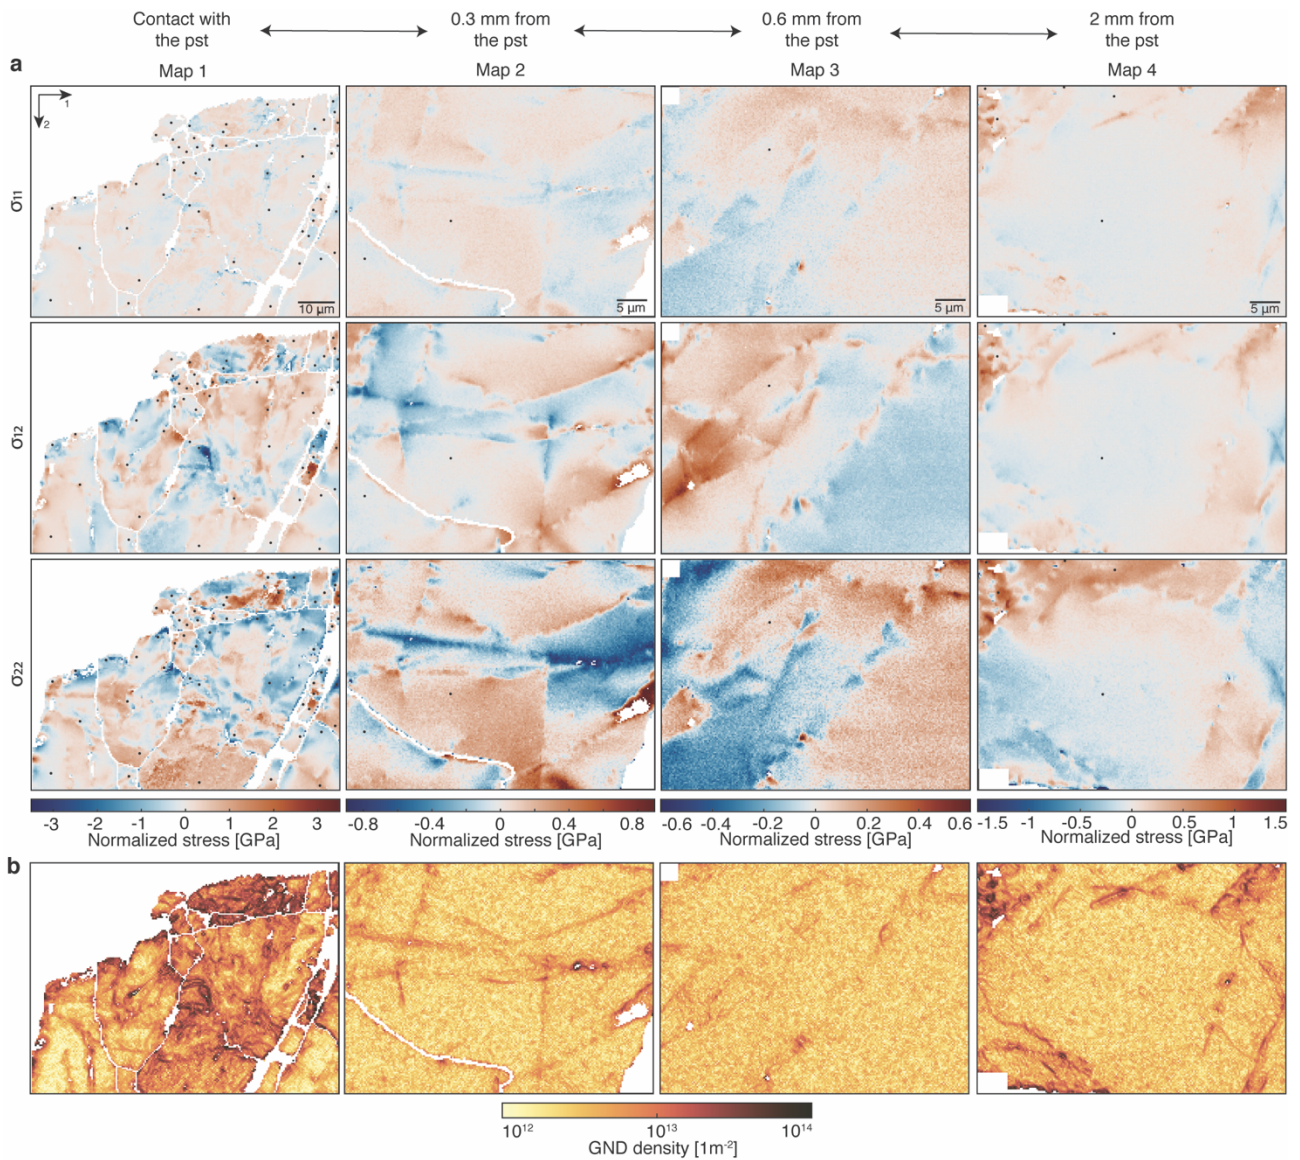 Contact with
the pst
0.3 mm from
the pst
0.6 mm from
the pst
2 mm from
the pst
a
Map 1
Map 2
Map 3
Map 4
1
2
σ11
10 µm
5 µm
5 µm
5 µm
σ12
σ22
-3 -2 -1 0 1 2 3
-0.8 -0.4 0 0.4 0.8
-0.6 -0.4 -0.2 0 0.2 0.4 0.6
-1.5 -1 -0.5 0 0.5 1 1.5
Normalized stress [GPa]
Normalized stress [GPa]
Normalized stress [GPa]
Normalized stress [GPa]
b
10¹² 10¹³ 10¹⁴
GND density [1m⁻²]